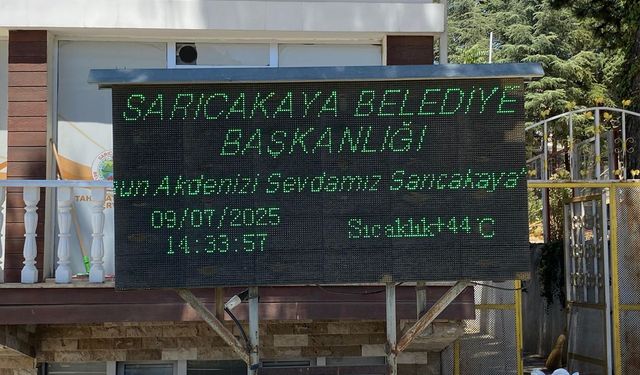 SARICAKAYA BELEDİYE
BAŞKANLIĞI
Akdenizi Sevdamız Sarıcakaya'
09/07/2025
14:33:57
Sıcaklık+44°C